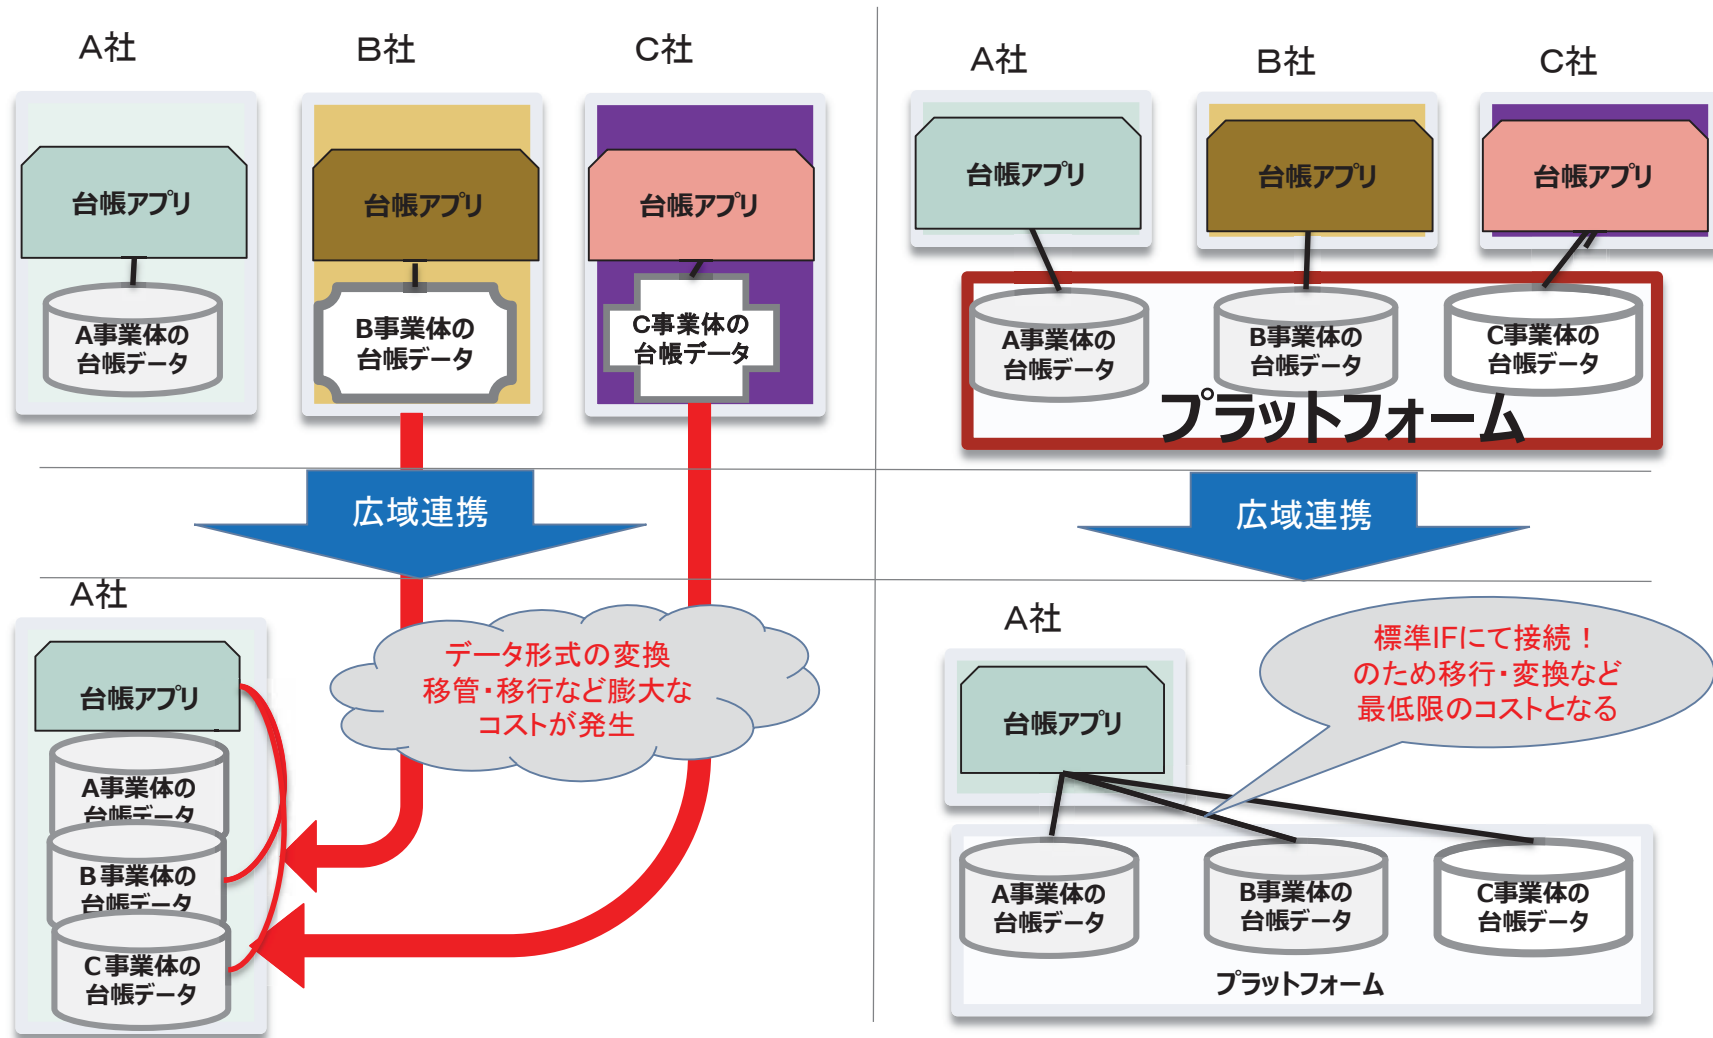 A社
B社
C社
台帳アプリ
台帳アプリ
台帳アプリ
A事業体の
台帳データ
B事業体の
台帳データ
C事業体の
台帳データ
広域連携
A社
台帳アプリ
A事業体の
台帳データ
B事業体の
台帳データ
C事業体の
台帳データ
データ形式の変換
移管・移行など膨大な
コストが発生
A社
B社
C社
台帳アプリ
台帳アプリ
台帳アプリ
A事業体の
台帳データ
B事業体の
台帳データ
C事業体の
台帳データ
プラットフォーム
広域連携
A社
標準IFにて接続！
のため移行・変換など
最低限のコストとなる
台帳アプリ
A事業体の
台帳データ
B事業体の
台帳データ
C事業体の
台帳データ
プラットフォーム